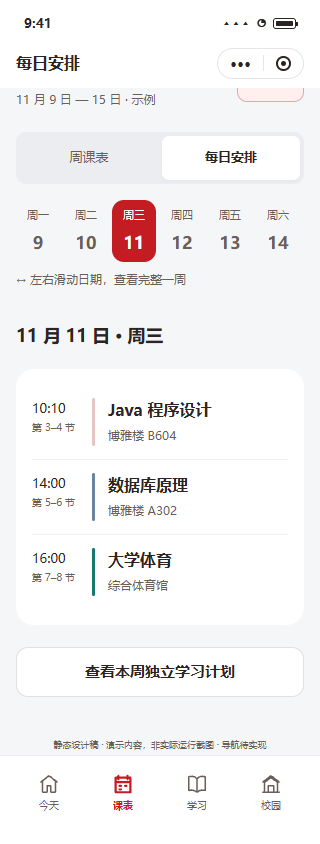 9:41
每日安排
11 月 9 日 — 15 日 · 示例
周课表 每日安排
周一 周二 周三 周四 周五 周六
9 10 11 12 13 14
↔ 左右滑动日期，查看完整一周
11 月 11 日 · 周三
10:10 Java 程序设计
第 3–4 节 博雅楼 B604
14:00 数据库原理
第 5–6 节 博雅楼 A302
16:00 大学体育
第 7–8 节 综合体育馆
查看本周独立学习计划
静态设计稿 · 演示内容，非实际运行截图 · 导航待实现
今天 课表 学习 校园